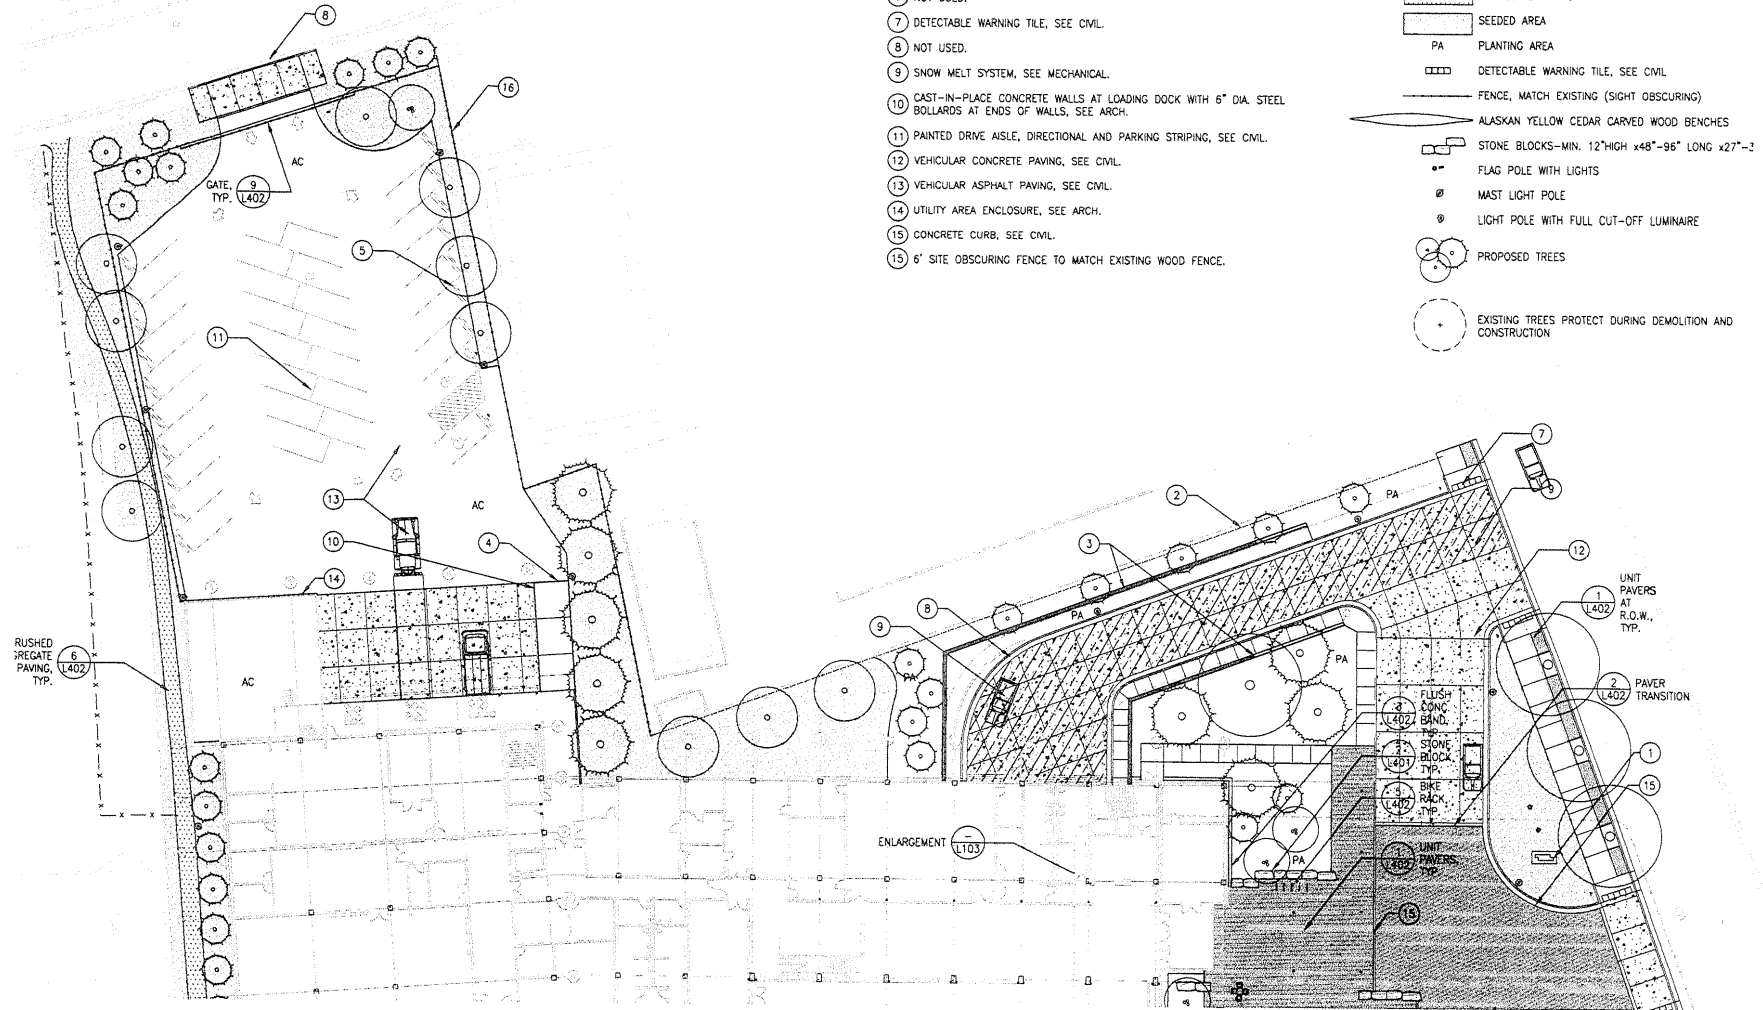 NOT USED.
7 DETECTABLE WARNING TILE, SEE CIVIL.
8 NOT USED.
9 SNOW MELT SYSTEM, SEE MECHANICAL.
10 CAST-IN-PLACE CONCRETE WALLS AT LOADING DOCK WITH 6" DIA. STEEL
BOLLARDS AT ENDS OF WALLS, SEE ARCH.
11 PAINTED DRIVE AISLE, DIRECTIONAL AND PARKING STRIPING, SEE CIVIL.
12 VEHICULAR CONCRETE PAVING, SEE CIVIL.
13 VEHICULAR ASPHALT PAVING, SEE CIVIL.
14 UTILITY AREA ENCLOSURE, SEE ARCH.
15 CONCRETE CURB, SEE CIVIL.
15 6' SITE OBSCURING FENCE TO MATCH EXISTING WOOD FENCE.
SEEDED AREA
PA PLANTING AREA
DETECTABLE WARNING TILE, SEE CIVIL
FENCE, MATCH EXISTING (SIGHT OBSCURING)
ALASKAN YELLOW CEDAR CARVED WOOD BENCHES
STONE BLOCKS-MIN. 12"HIGH x48"-96" LONG x27"-3
FLAG POLE WITH LIGHTS
MAST LIGHT POLE
LIGHT POLE WITH FULL CUT-OFF LUMINAIRE
PROPOSED TREES
EXISTING TREES PROTECT DURING DEMOLITION AND
CONSTRUCTION
8
16
AC
GATE,
TYP.
9
L402
5
11
13
AC
10
4
14
RUSHED
GREGATE
PAVING,
TYP.
6
L402
AC
7
2
PA
9
3
12
UNIT
PAVERS
AT
R.O.W.,
TYP.
1
L402
8
PA
9
PA
PA
2
L402
PAVER
TRANSITION
FLUSH
CONC
BAND,
TYP.
L402
STONE
BLOCK,
TYP.
L401
1
15
BIKE
RACK,
TYP.
5
L402
ENLARGEMENT
-
L103
PA
UNIT
PAVERS,
TYP.
1
L402
15